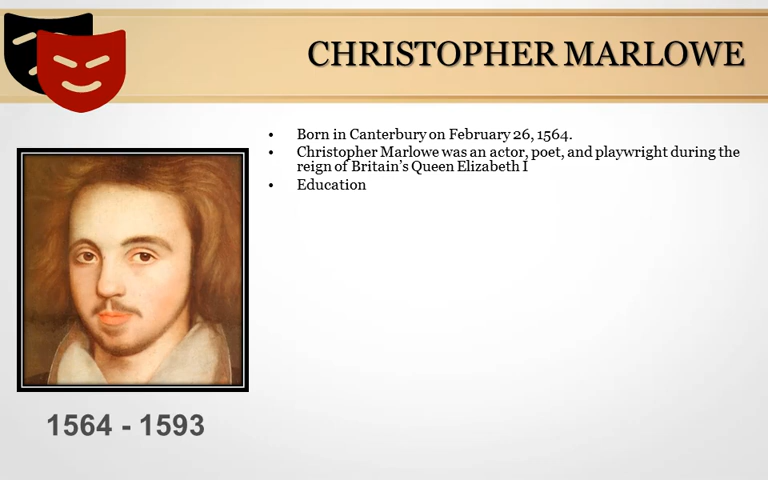 CHRISTOPHER MARLOWE
• Born in Canterbury on February 26, 1564.
• Christopher Marlowe was an actor, poet, and playwright during the
reign of Britain’s Queen Elizabeth I
• Education
1564 - 1593